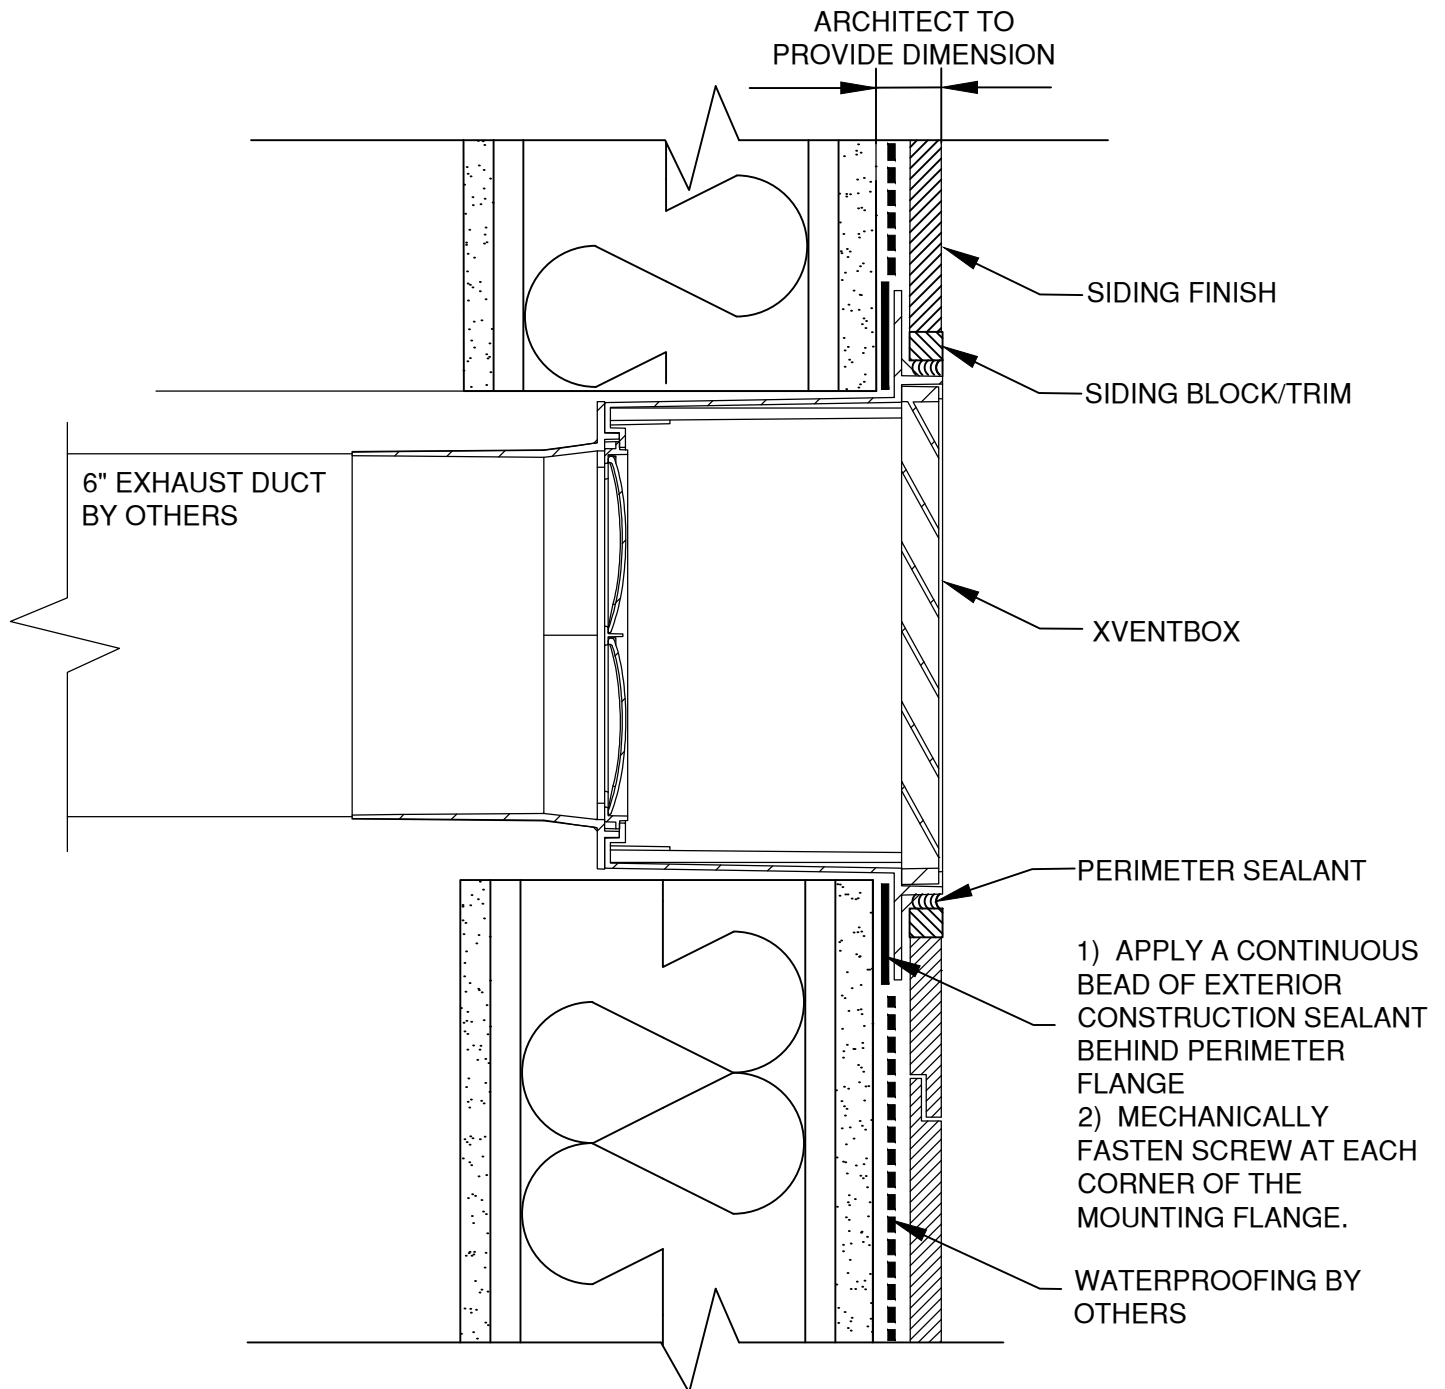 ARCHITECT TO
PROVIDE DIMENSION
SIDING FINISH
SIDING BLOCK/TRIM
6" EXHAUST DUCT
BY OTHERS
XVENTBOX
PERIMETER SEALANT
1) APPLY A CONTINUOUS
BEAD OF EXTERIOR
CONSTRUCTION SEALANT
BEHIND PERIMETER
FLANGE
2) MECHANICALLY
FASTEN SCREW AT EACH
CORNER OF THE
MOUNTING FLANGE.
WATERPROOFING BY
OTHERS